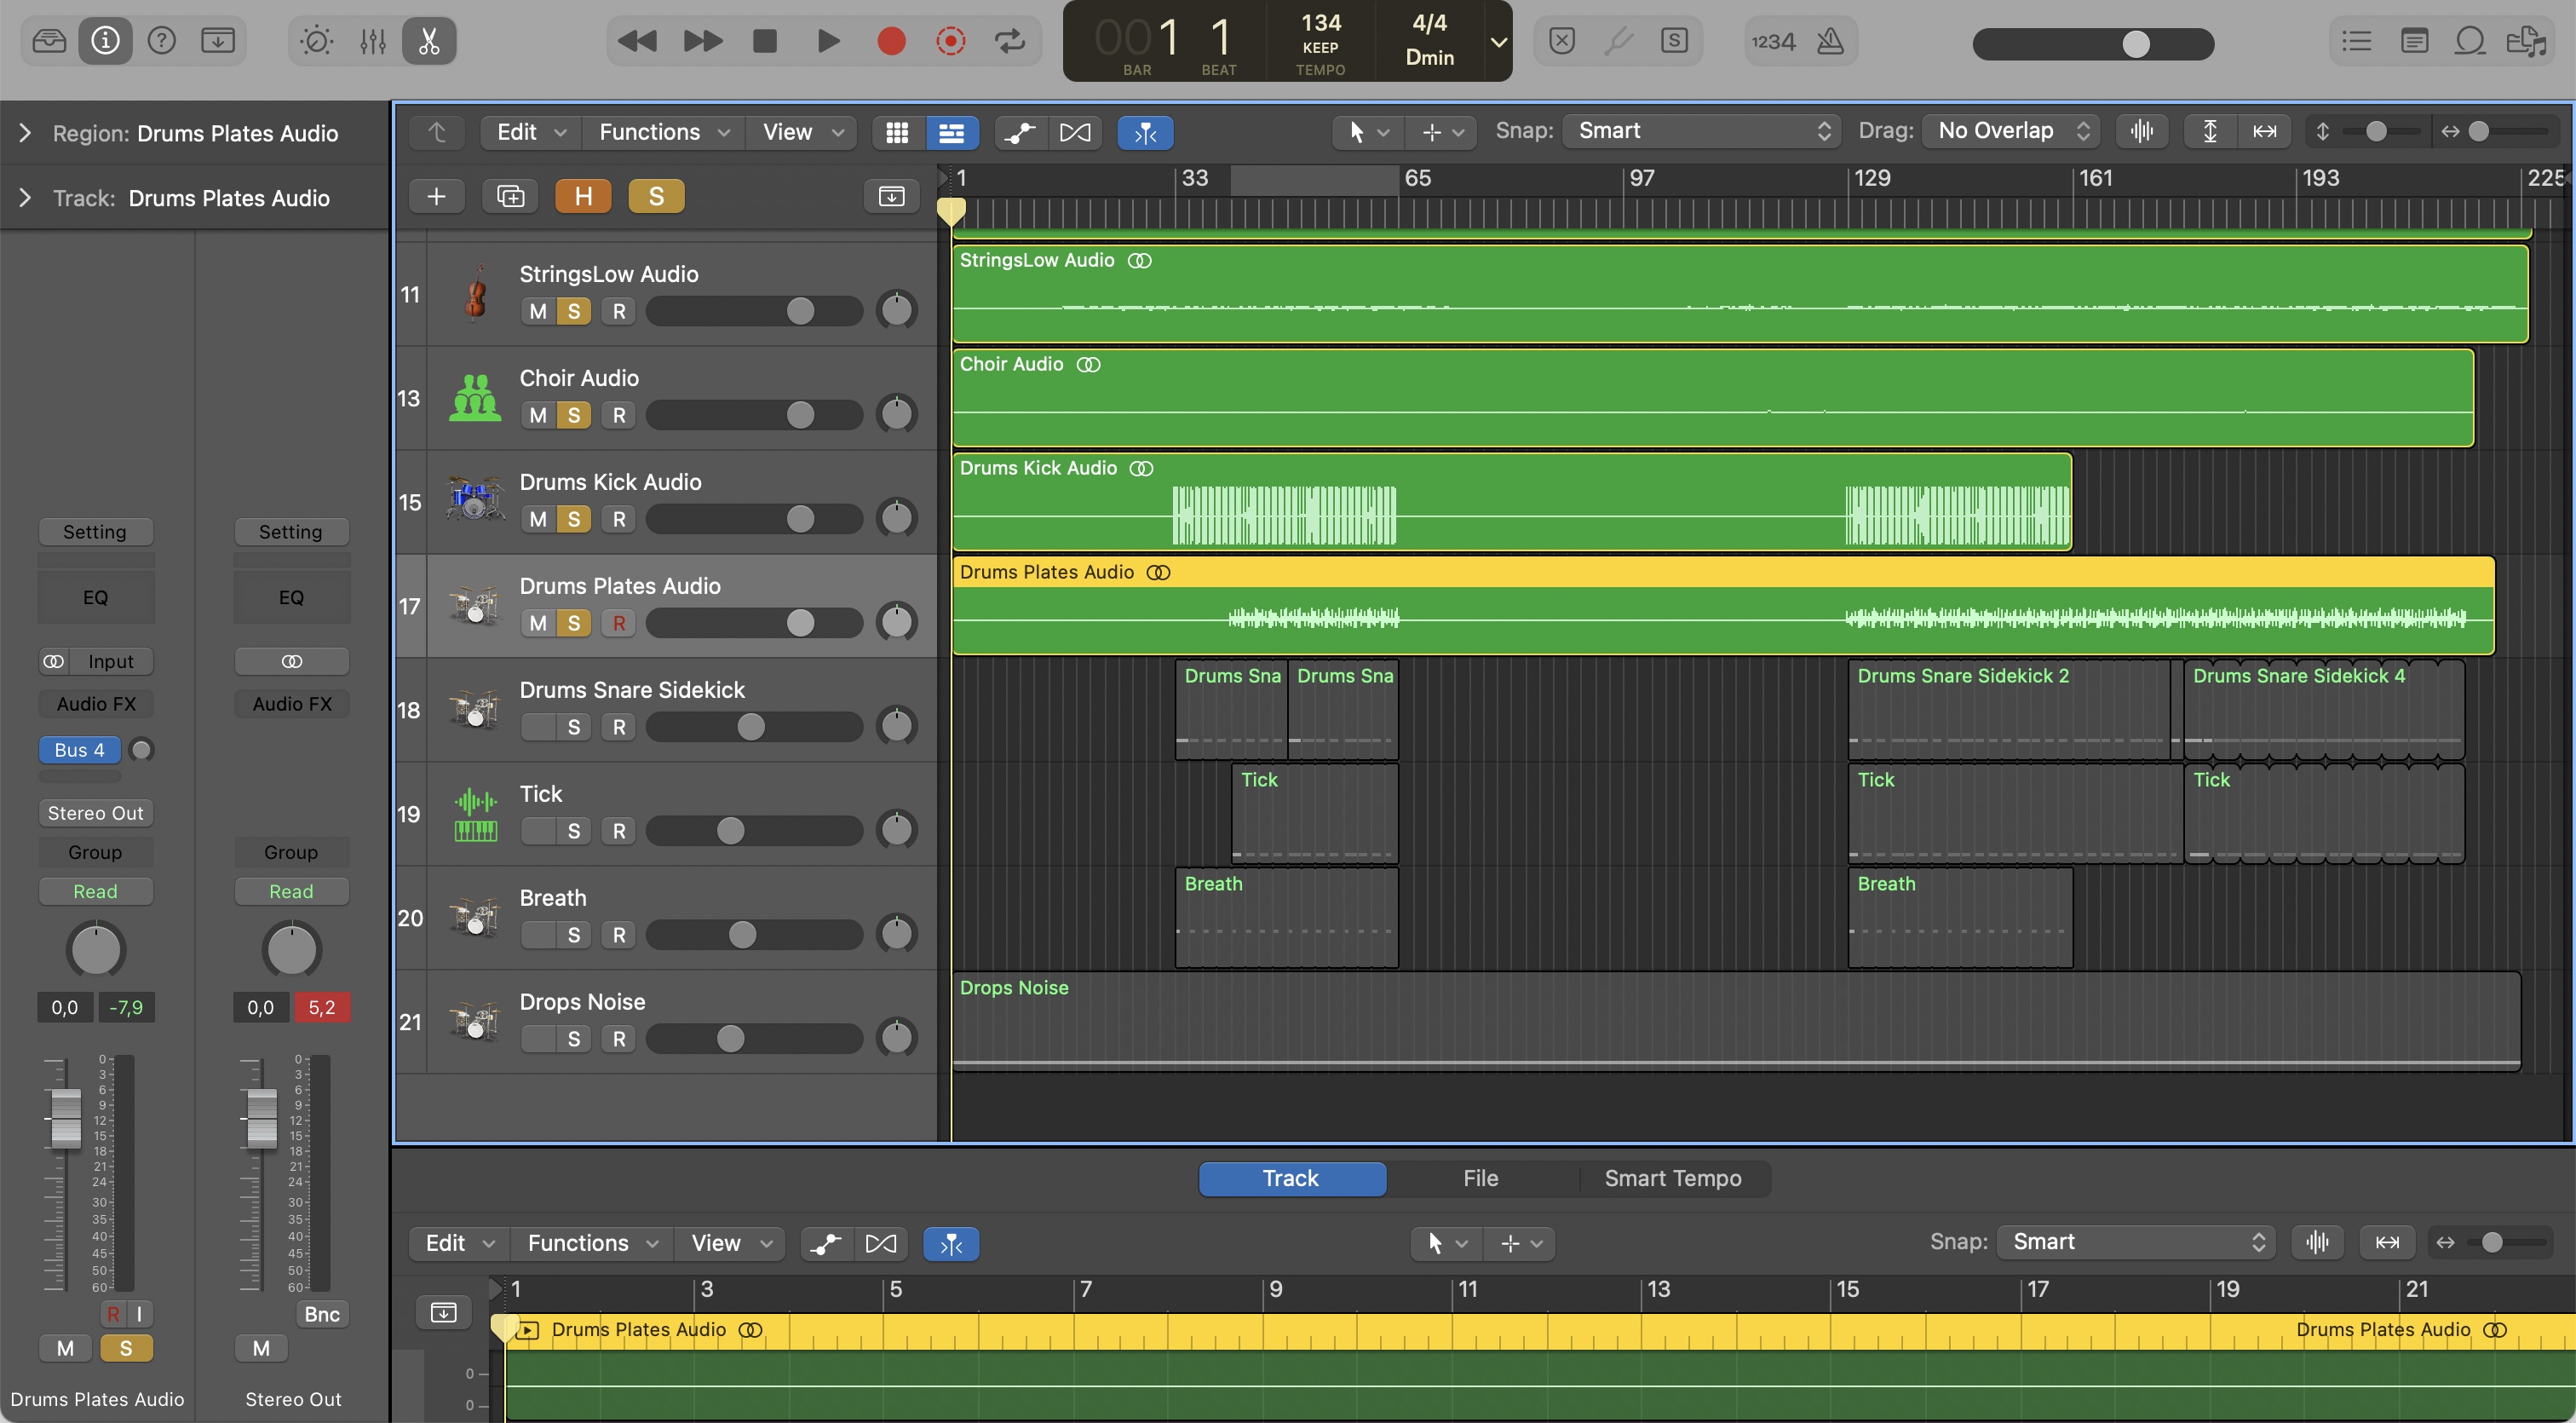 00 1 1
134
KEEP
4/4
Dmin
BAR BEAT TEMPO
S
1234
Region: Drums Plates Audio
Track: Drums Plates Audio
Edit Functions View
Snap: Smart
Drag: No Overlap
H S
1 33 65 97 129 161 193 225
11 StringsLow Audio
M S R
StringsLow Audio
13 Choir Audio
M S R
Choir Audio
15 Drums Kick Audio
M S R
Drums Kick Audio
17 Drums Plates Audio
M S R
Drums Plates Audio
18 Drums Snare Sidekick
S R
Drums Sna Drums Sna Drums Snare Sidekick 2 Drums Snare Sidekick 4
19 Tick
S R
Tick Tick Tick
20 Breath
S R
Breath Breath
21 Drops Noise
S R
Drops Noise
Setting Setting
EQ EQ
Input
Audio FX Audio FX
Bus 4
Stereo Out
Group Group
Read Read
0,0 -7,9 0,0 5,2
0 0
3 3
6 6
9 9
12 12
15 15
18 18
21 21
24 24
30 30
35 35
40 40
45 45
50 50
60 60
R I Bnc
M S M
Drums Plates Audio Stereo Out
Track File Smart Tempo
Edit Functions View
Snap: Smart
1 3 5 7 9 11 13 15 17 19 21
Drums Plates Audio Drums Plates Audio
0
0